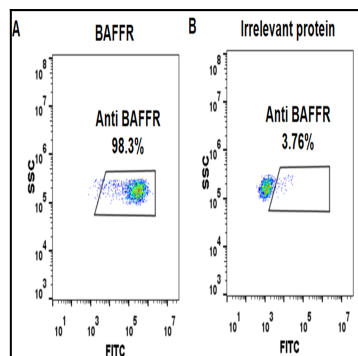 A
BAFFR
Anti BAFFR
98.3%
SSC
10^8
10^7
10^6
10^5
10^4
10^3
10^1 10^3 10^5 10^7
FITC
B
Irrelevant protein
Anti BAFFR
3.76%
SSC
10^8
10^7
10^6
10^5
10^4
10^3
10^1 10^3 10^5 10^7
FITC